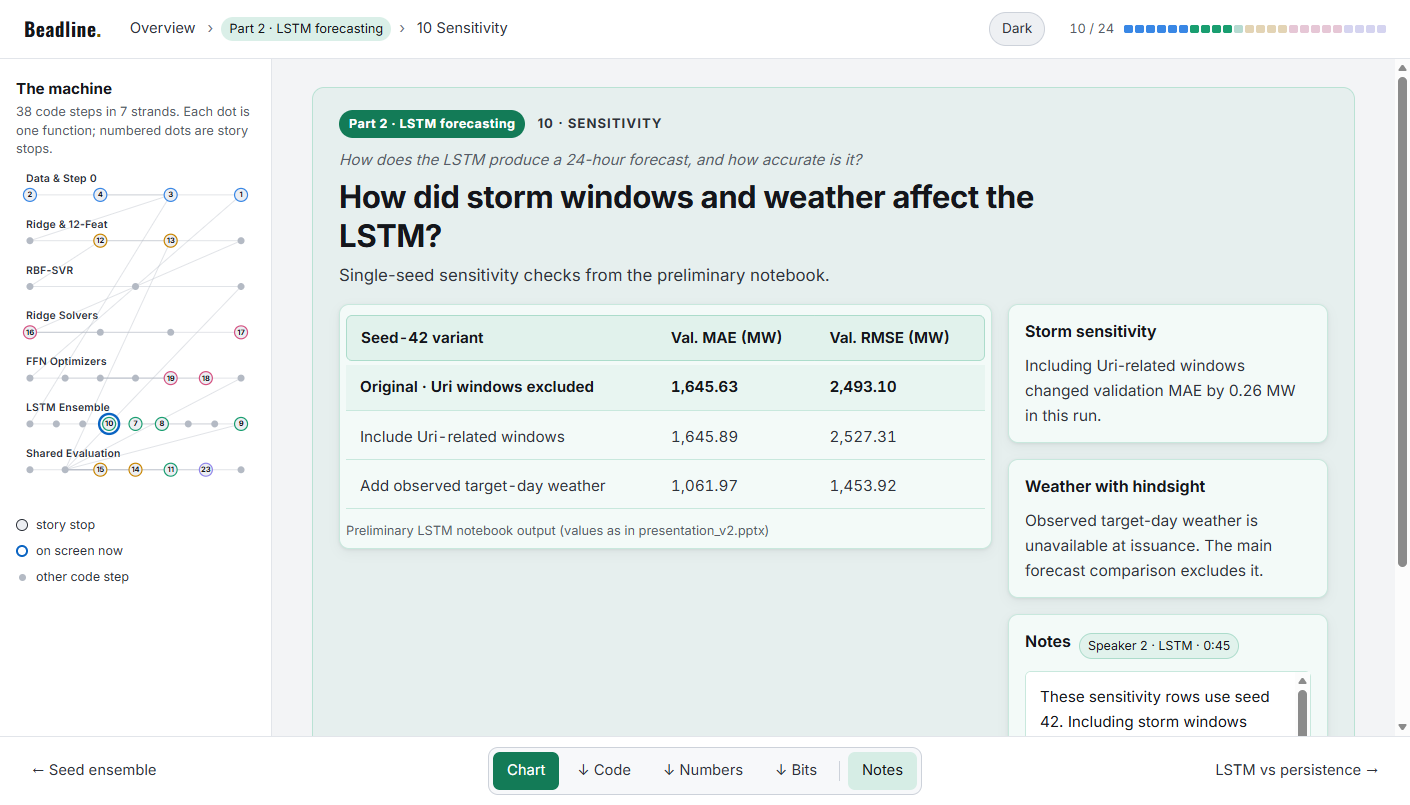 Beadline.
Overview › Part 2 · LSTM forecasting › 10 Sensitivity
Dark
10 / 24
The machine
38 code steps in 7 strands. Each dot is
one function; numbered dots are story
stops.
Data & Step 0
2 4 3 1
Ridge & 12-Feat
12 13
RBF-SVR
Ridge Solvers
16 17
FFN Optimizers
19 18
LSTM Ensemble
10 7 8 9
Shared Evaluation
15 14 11 23
story stop
on screen now
other code step
Part 2 · LSTM forecasting
10 · SENSITIVITY
How does the LSTM produce a 24-hour forecast, and how accurate is it?
How did storm windows and weather affect the
LSTM?
Single-seed sensitivity checks from the preliminary notebook.
Seed-42 variant Val. MAE (MW) Val. RMSE (MW)
Original · Uri windows excluded 1,645.63 2,493.10
Include Uri-related windows 1,645.89 2,527.31
Add observed target-day weather 1,061.97 1,453.92
Preliminary LSTM notebook output (values as in presentation_v2.pptx)
Storm sensitivity
Including Uri-related windows
changed validation MAE by 0.26 MW
in this run.
Weather with hindsight
Observed target-day weather is
unavailable at issuance. The main
forecast comparison excludes it.
Notes
Speaker 2 · LSTM · 0:45
These sensitivity rows use seed
42. Including storm windows
← Seed ensemble
Chart
↓ Code
↓ Numbers
↓ Bits
Notes
LSTM vs persistence →